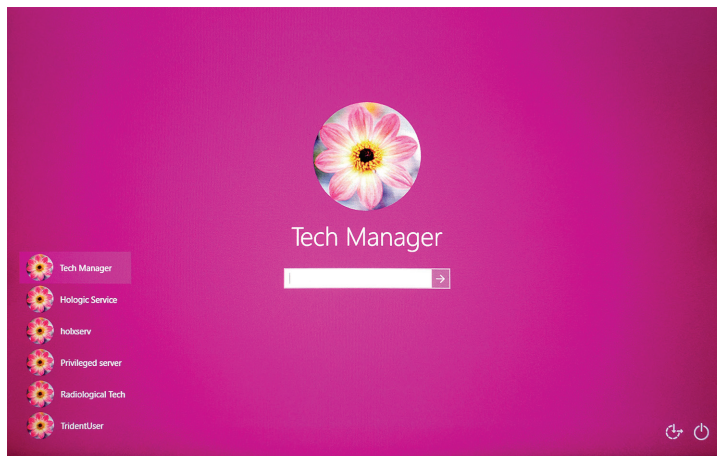 Tech Manager
Tech Manager
Hologic Service
holxserv
Privileged server
Radiological Tech
TridentUser